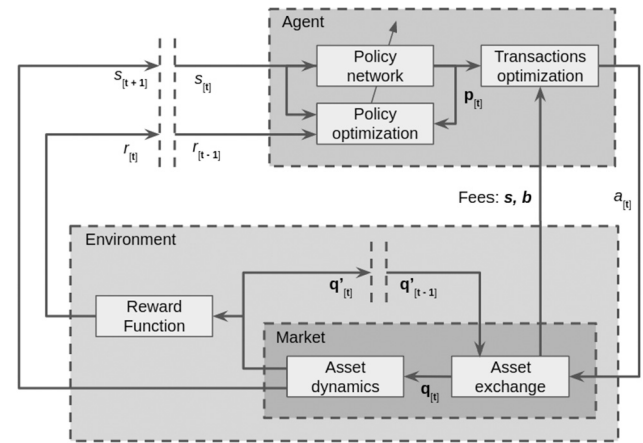 Agent
Policy
network
Transactions
optimization
s[t + 1]
s[t]
p[t]
Policy
optimization
r[t]
r[t - 1]
Fees: s, b
a[t]
Environment
q’[t]
q’[t - 1]
Reward
Function
Market
Asset
dynamics
q[t]
Asset
exchange